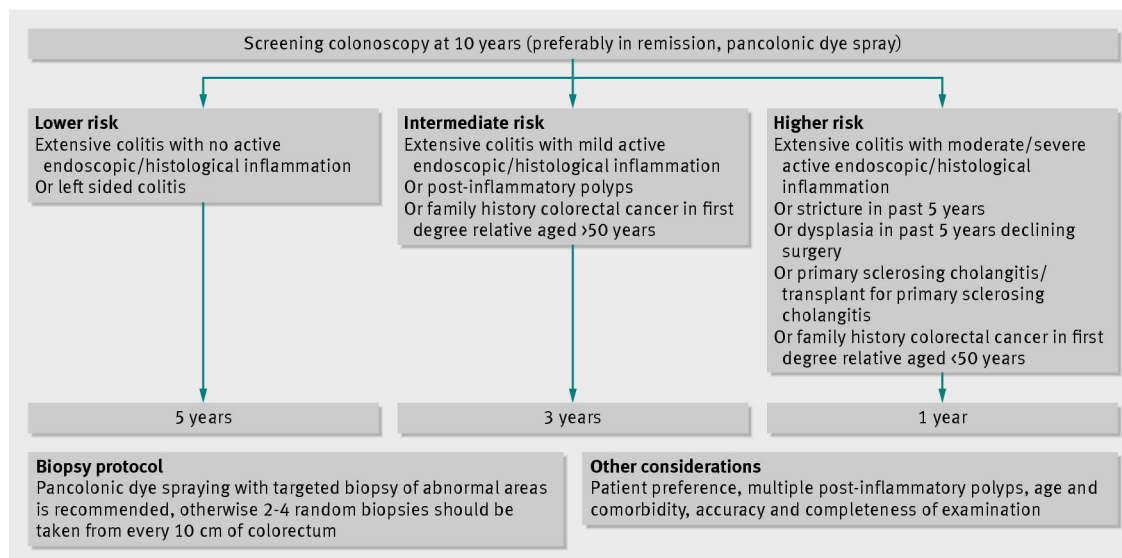 Screening colonoscopy at 10 years (preferably in remission, pancolonic dye spray)
Lower risk
Extensive colitis with no active
endoscopic/histological inflammation
Or left sided colitis
Intermediate risk
Extensive colitis with mild active
endoscopic/histological inflammation
Or post-inflammatory polyps
Or family history colorectal cancer in first
degree relative aged >50 years
Higher risk
Extensive colitis with moderate/severe
active endoscopic/histological
inflammation
Or stricture in past 5 years
Or dysplasia in past 5 years declining
surgery
Or primary sclerosing cholangitis/
transplant for primary sclerosing
cholangitis
Or family history colorectal cancer in first
degree relative aged <50 years
5 years
3 years
1 year
Biopsy protocol
Pancolonic dye spraying with targeted biopsy of abnormal areas
is recommended, otherwise 2-4 random biopsies should be
taken from every 10 cm of colorectum
Other considerations
Patient preference, multiple post-inflammatory polyps, age and
comorbidity, accuracy and completeness of examination